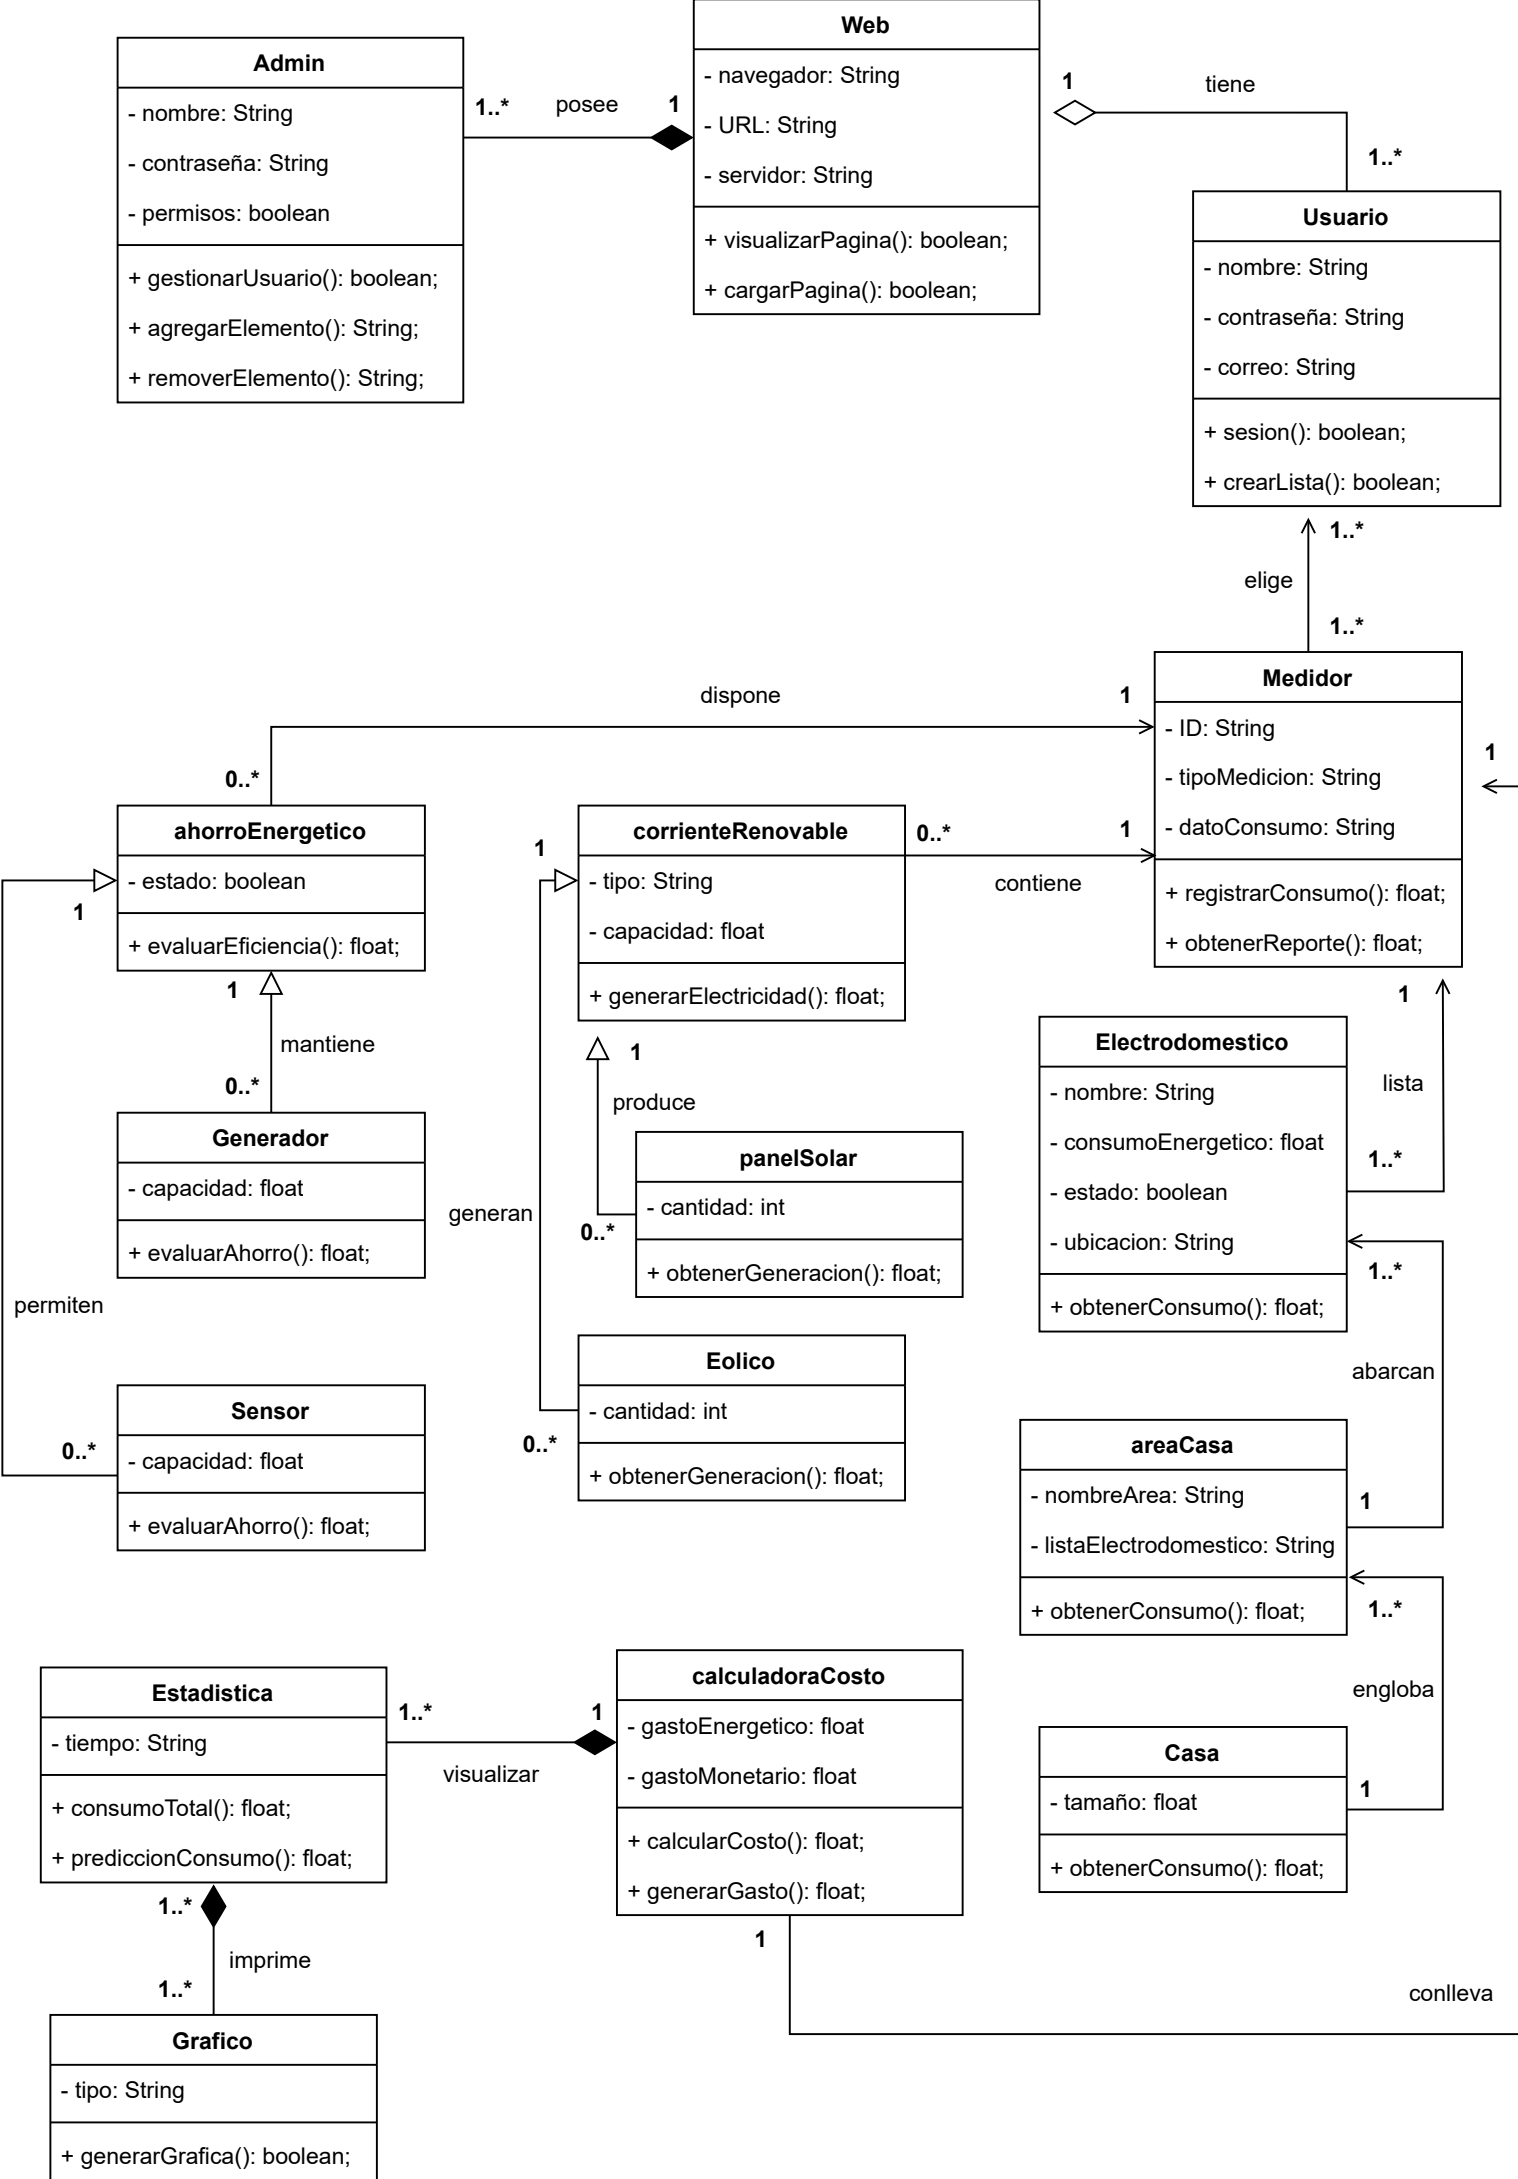 Web
- navegador: String
- URL: String
- servidor: String
+ visualizarPagina(): boolean;
+ cargarPagina(): boolean;
Admin
- nombre: String
- contraseña: String
- permisos: boolean
+ gestionarUsuario(): boolean;
+ agregarElemento(): String;
+ removerElemento(): String;
1..*
posee
1
1
tiene
1..*
Usuario
- nombre: String
- contraseña: String
- correo: String
+ sesion(): boolean;
+ crearLista(): boolean;
1..*
elige
1..*
Medidor
- ID: String
- tipoMedicion: String
- datoConsumo: String
+ registrarConsumo(): float;
+ obtenerReporte(): float;
dispone
1
0..*
1
ahorroEnergetico
- estado: boolean
+ evaluarEficiencia(): float;
1
1
mantiene
0..*
Generador
- capacidad: float
+ evaluarAhorro(): float;
permiten
Sensor
- capacidad: float
+ evaluarAhorro(): float;
0..*
corrienteRenovable
- tipo: String
- capacidad: float
+ generarElectricidad(): float;
0..*
1
contiene
1
1
produce
0..*
panelSolar
- cantidad: int
+ obtenerGeneracion(): float;
generan
Eolico
- cantidad: int
+ obtenerGeneracion(): float;
0..*
1
lista
1..*
Electrodomestico
- nombre: String
- consumoEnergetico: float
- estado: boolean
- ubicacion: String
+ obtenerConsumo(): float;
1..*
abarcan
1
areaCasa
- nombreArea: String
- listaElectrodomestico: String
+ obtenerConsumo(): float;
1..*
engloba
1
Casa
- tamaño: float
+ obtenerConsumo(): float;
calculadoraCosto
- gastoEnergetico: float
- gastoMonetario: float
+ calcularCosto(): float;
+ generarGasto(): float;
1
conlleva
1..*
1
visualizar
Estadistica
- tiempo: String
+ consumoTotal(): float;
+ prediccionConsumo(): float;
1..*
imprime
1..*
Grafico
- tipo: String
+ generarGrafica(): boolean;